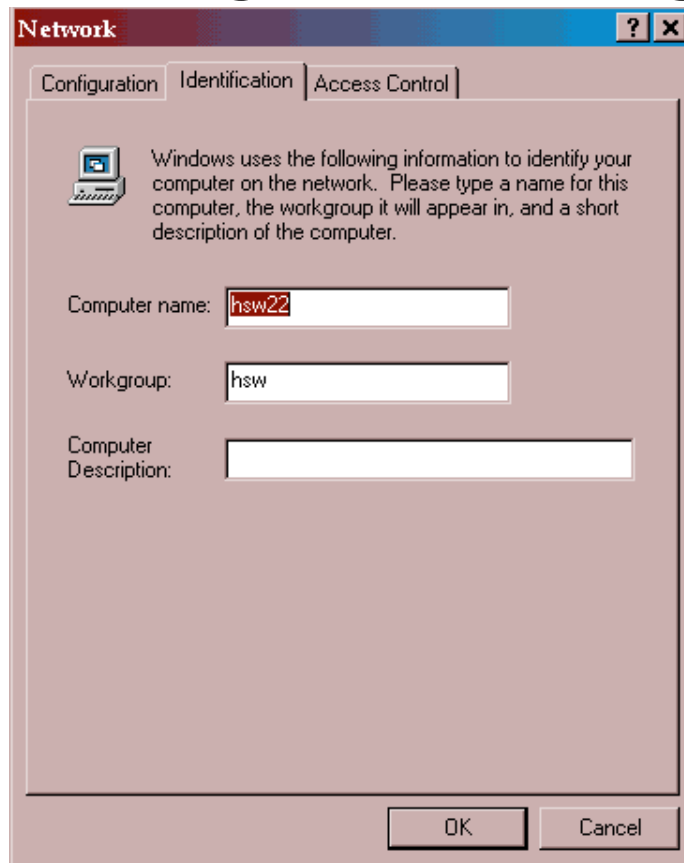 Network
Configuration Identification Access Control
Windows uses the following information to identify your
computer on the network. Please type a name for this
computer, the workgroup it will appear in, and a short
description of the computer.
Computer name: hsw22
Workgroup: hsw
Computer
Description:
OK Cancel